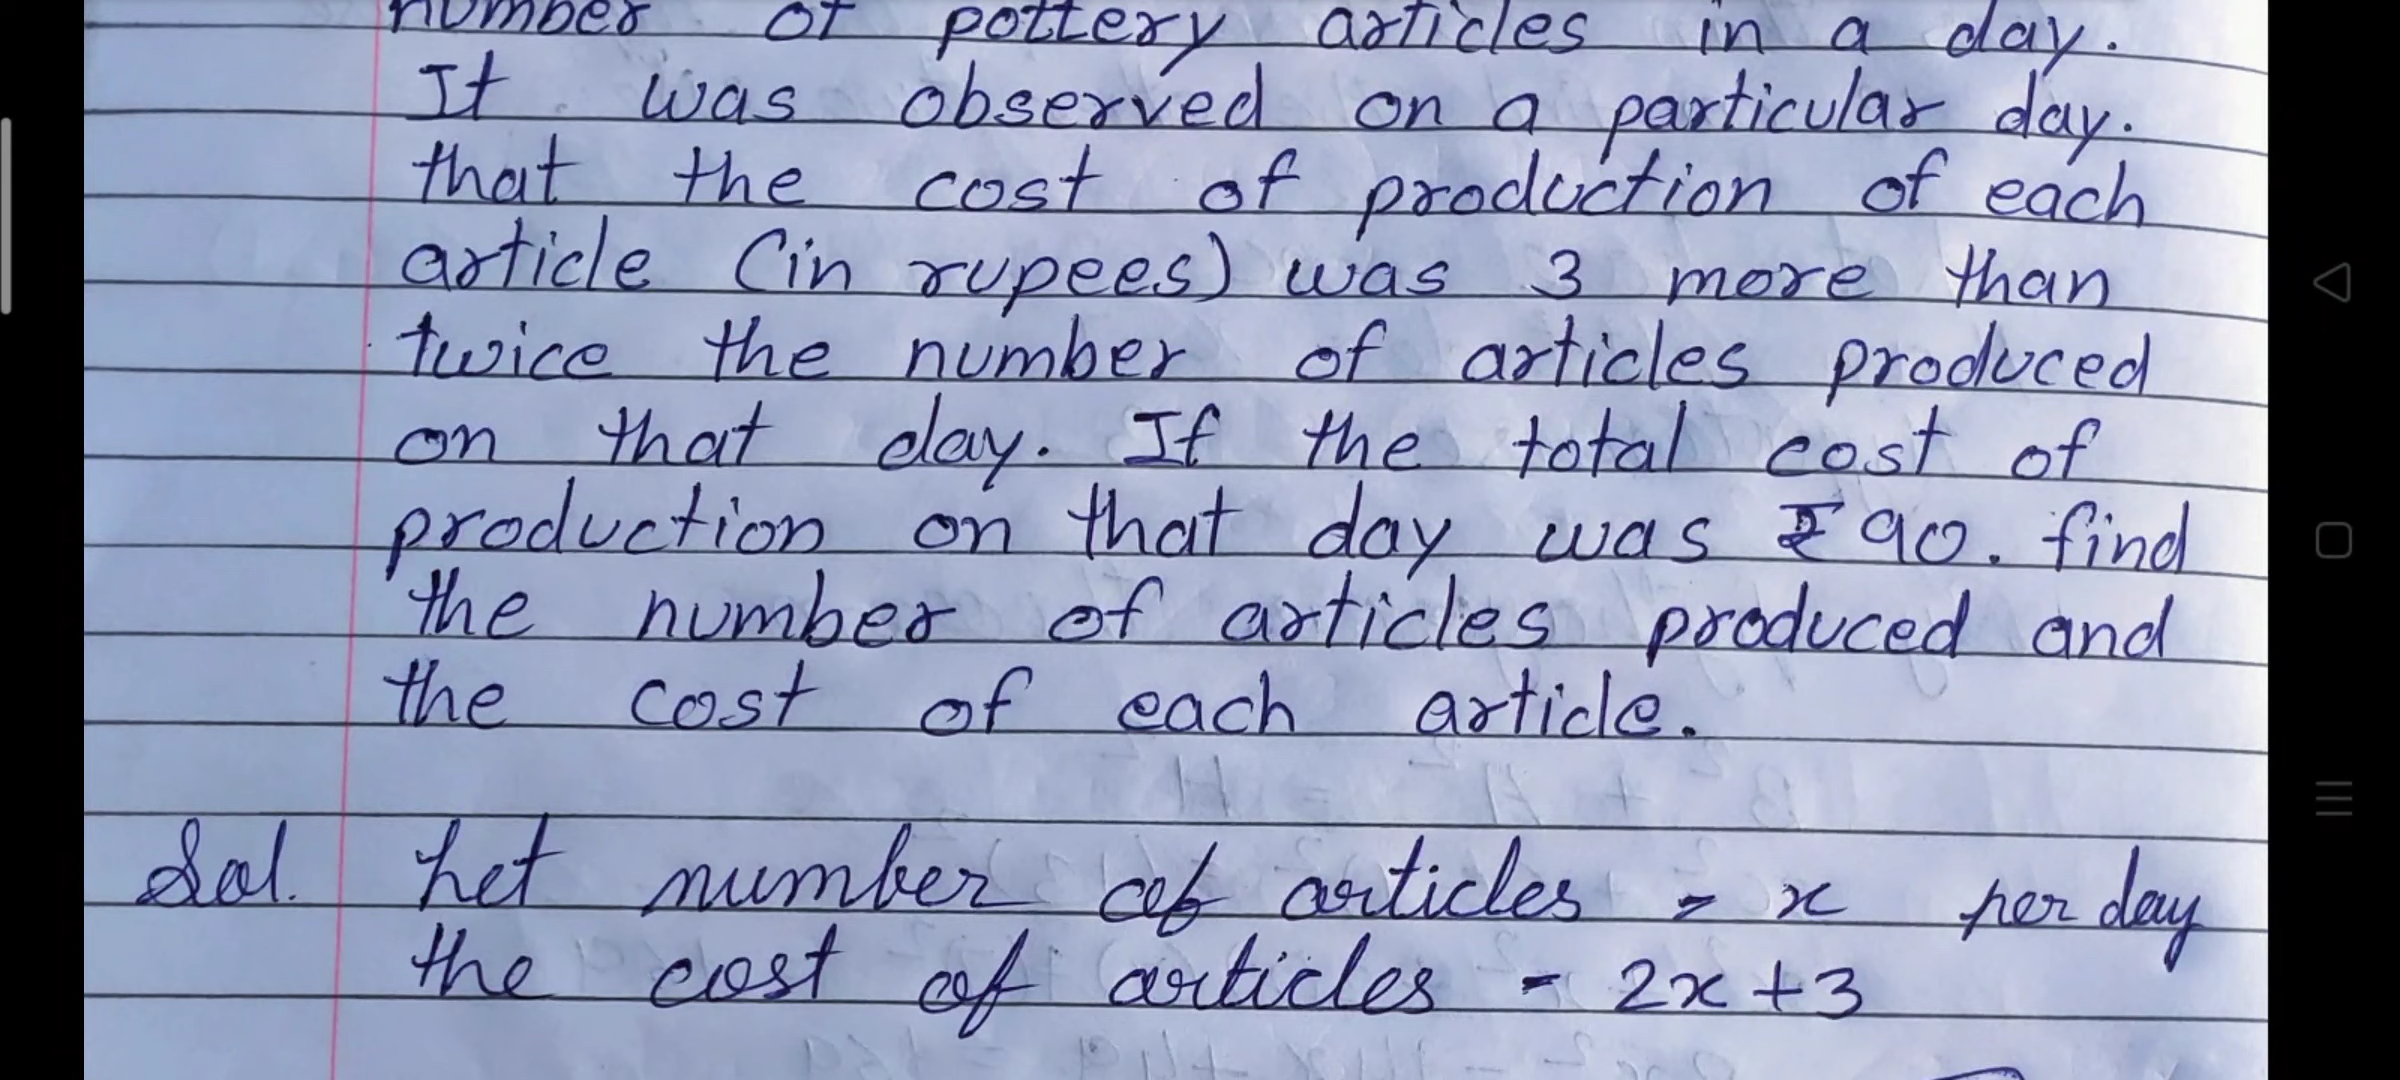 number of pottery articles in a day.
It was observed on a particular day.
that the cost of production of each
article (in rupees) was 3 more than
twice the number of articles produced
on that day. If the total cost of
production on that day was ₹90. find
the number of articles produced and
the cost of each article.
Sol. Let number of articles = x per day
the cost of articles = 2x+3